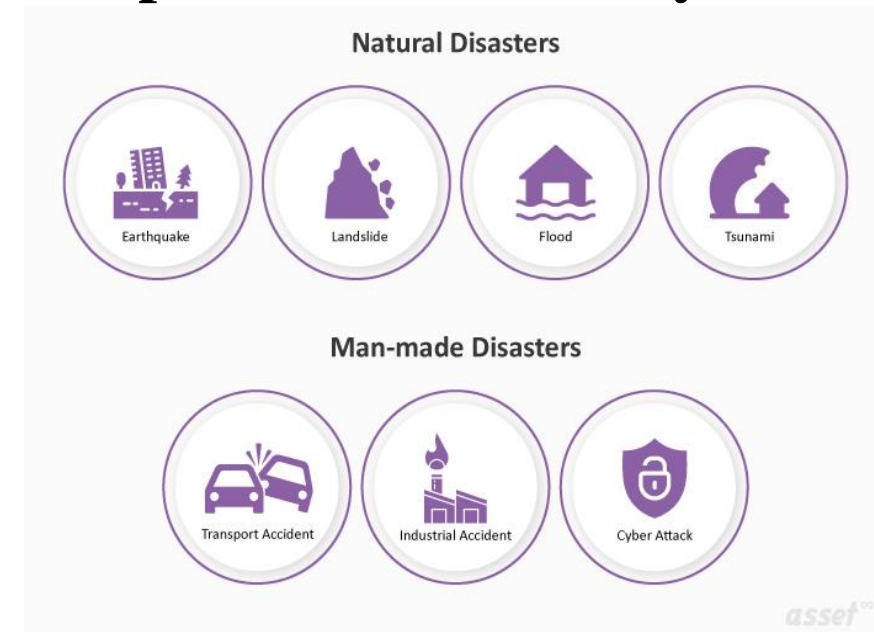 Natural Disasters
Earthquake
Landslide
Flood
Tsunami
Man-made Disasters
Transport Accident
Industrial Accident
Cyber Attack
asset∞